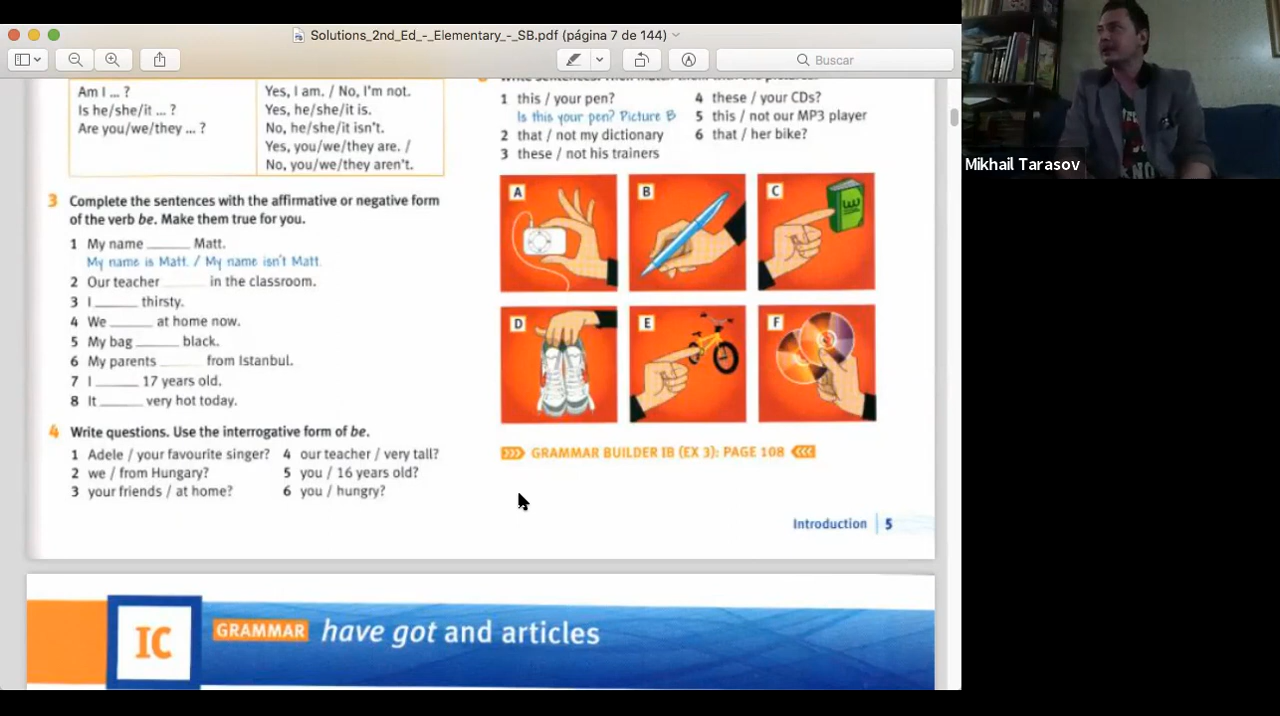 Solutions_2nd_Ed_-_Elementary_-_SB.pdf (página 7 de 144)
Buscar
Mikhail Tarasov
Am I ... ?
Is he/she/it ... ?
Are you/we/they ... ?
Yes, I am. / No, I'm not.
Yes, he/she/it is.
No, he/she/it isn't.
Yes, you/we/they are. /
No, you/we/they aren't.
3 Complete the sentences with the affirmative or negative form
of the verb be. Make them true for you.
1 My name ______ Matt.
My name is Matt. / My name isn't Matt.
2 Our teacher ______ in the classroom.
3 I ______ thirsty.
4 We ______ at home now.
5 My bag ______ black.
6 My parents ______ from Istanbul.
7 I ______ 17 years old.
8 It ______ very hot today.
4 Write questions. Use the interrogative form of be.
1 Adele / your favourite singer?
2 we / from Hungary?
3 your friends / at home?
4 our teacher / very tall?
5 you / 16 years old?
6 you / hungry?
1 this / your pen?
Is this your pen? Picture B
2 that / not my dictionary
3 these / not his trainers
4 these / your CDs?
5 this / not our MP3 player
6 that / her bike?
A
B
C
D
E
F
GRAMMAR BUILDER IB (EX 3): PAGE 108
Introduction 5
IC
GRAMMAR have got and articles